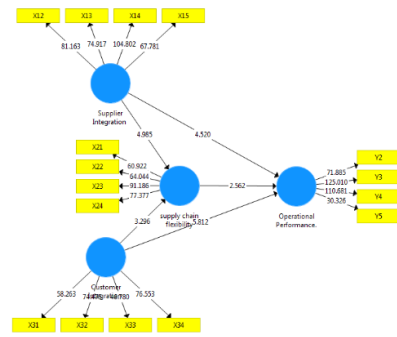 X12 X13 X14 X15
81.163 74.917 104.802 67.781
Supplier
Integration
4.985 4.520
X21
X22
X23
X24
60.922
64.044
91.186
77.377
2.562
supply chain
flexibility
3.296
5.812
Operational
Performance.
71.885
125.010
110.681
30.326
Y2
Y3
Y4
Y5
Customer
58.263 76.553
X31 X32 X33 X34